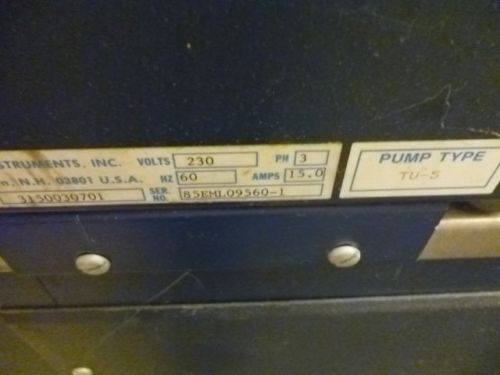 STRUMENTS, INC. VOLTS 230 PH 3
N.H. 03801 U.S.A. HZ 60 AMPS 15.0
3150030701 SER. NO. 85EML09560-1
PUMP TYPE
TU-5